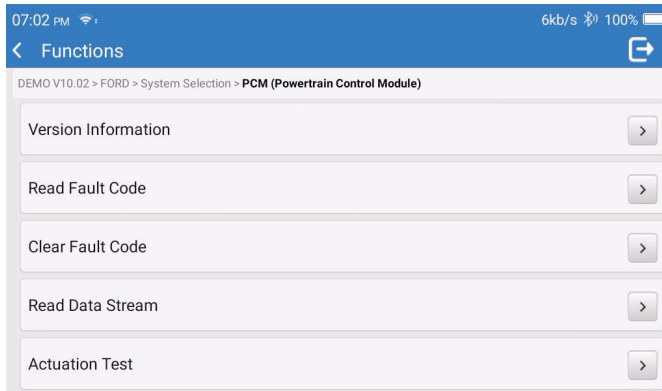 07:02 PM
6kb/s 100%
Functions
DEMO V10.02 > FORD > System Selection > PCM (Powertrain Control Module)
Version Information
Read Fault Code
Clear Fault Code
Read Data Stream
Actuation Test